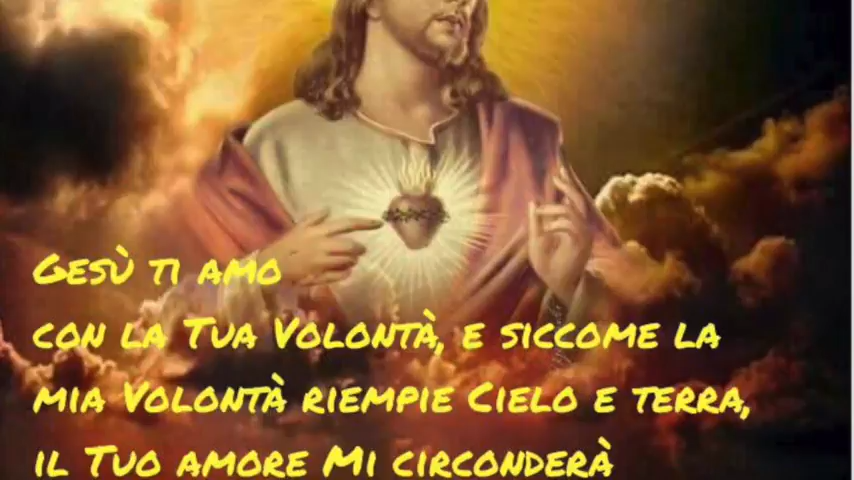 Gesù ti amo
con la Tua Volontà, e siccome la
mia Volontà riempie Cielo e terra,
il Tuo amore Mi circonderà